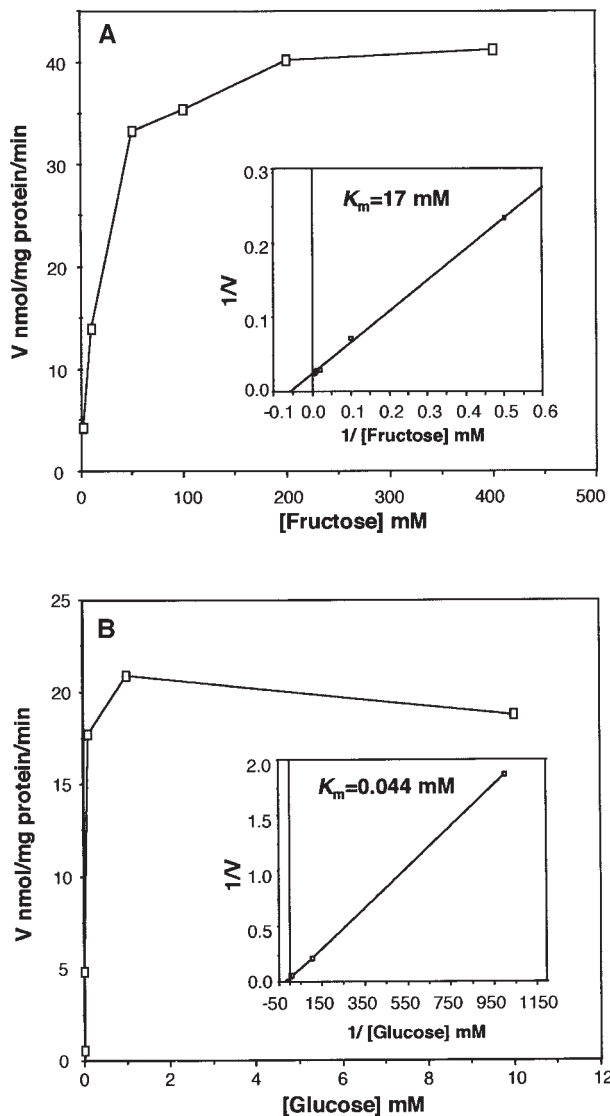 A
V nmol/mg protein/min
40
30
20
10
0
0 100 200 300 400 500
[Fructose] mM
Km=17 mM
1/V
0.3
0.2
0.1
0.0
-0.1 0.0 0.1 0.2 0.3 0.4 0.5 0.6
1/ [Fructose] mM
B
V nmol/mg protein/min
25
20
15
10
5
0
0 2 4 6 8 10 12
[Glucose] mM
Km=0.044 mM
1/V
2.0
1.5
1.0
0.5
0.0
-50 150 350 550 750 950 1150
1/ [Glucose] mM